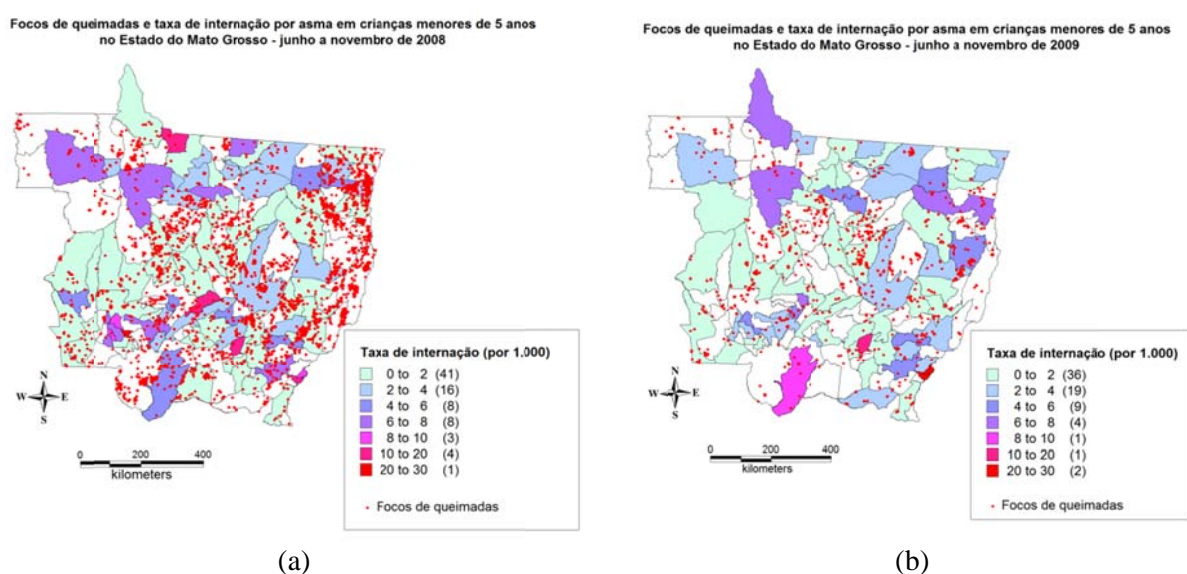 Focos de queimadas e taxa de internação por asma em crianças menores de 5 anos
no Estado do Mato Grosso - junho a novembro de 2008
N
W E
S
0 200 400
kilometers
Taxa de internação (por 1.000)
0 to 2 (41)
2 to 4 (16)
4 to 6 (8)
6 to 8 (8)
8 to 10 (3)
10 to 20 (4)
20 to 30 (1)
Focos de queimadas
(a)
Focos de queimadas e taxa de internação por asma em crianças menores de 5 anos
no Estado do Mato Grosso - junho a novembro de 2009
N
W E
S
0 200 400
kilometers
Taxa de internação (por 1.000)
0 to 2 (36)
2 to 4 (19)
4 to 6 (9)
6 to 8 (4)
8 to 10 (1)
10 to 20 (1)
20 to 30 (2)
Focos de queimadas
(b)